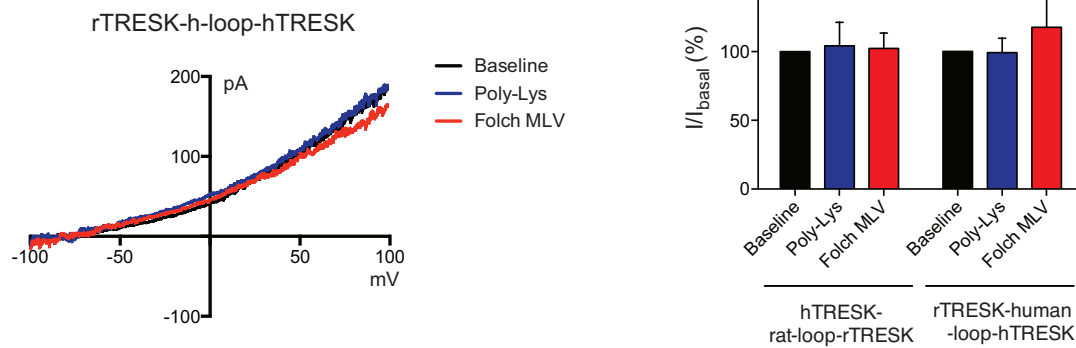 rTRESK-h-loop-hTRESK
200
pA
100
-100
-50
50
100
mV
-100
Baseline
Poly-Lys
Folch MLV
I/Ibasal (%)
100
50
0
Baseline
Poly-Lys
Folch MLV
Baseline
Poly-Lys
Folch MLV
hTRESK-
rat-loop-rTRESK
rTRESK-human
-loop-hTRESK